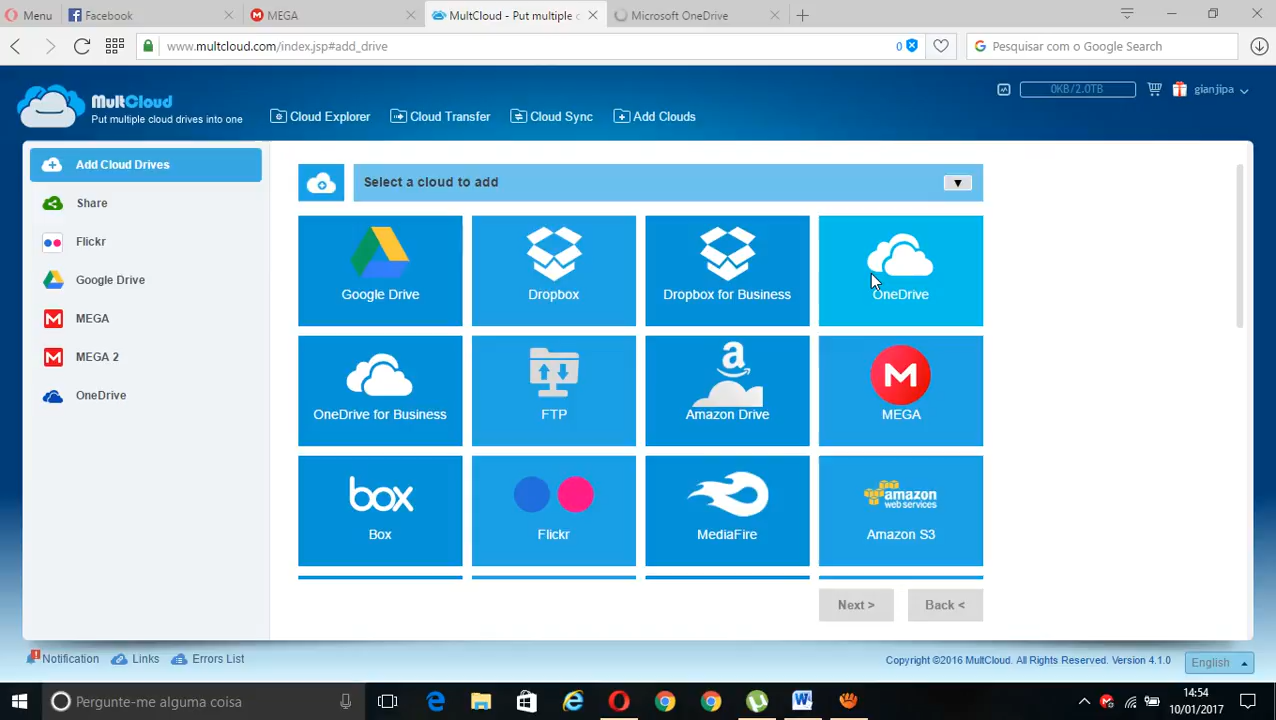 Menu
Facebook
MEGA
MultCloud - Put multiple c
Microsoft OneDrive
www.multcloud.com/index.jsp#add_drive
0
Pesquisar com o Google Search
MultCloud
Put multiple cloud drives into one
Cloud Explorer
Cloud Transfer
Cloud Sync
Add Clouds
0KB/2.0TB
gianjipa
Add Cloud Drives
Share
Flickr
Google Drive
MEGA
MEGA 2
OneDrive
Select a cloud to add
Google Drive
Dropbox
Dropbox for Business
OneDrive
OneDrive for Business
FTP
Amazon Drive
MEGA
box
Box
Flickr
MediaFire
amazon
web services
Amazon S3
Next >
Back <
Notification
Links
Errors List
Copyright ©2016 MultCloud. All Rights Reserved. Version 4.1.0
English
Pergunte-me alguma coisa
14:54
10/01/2017